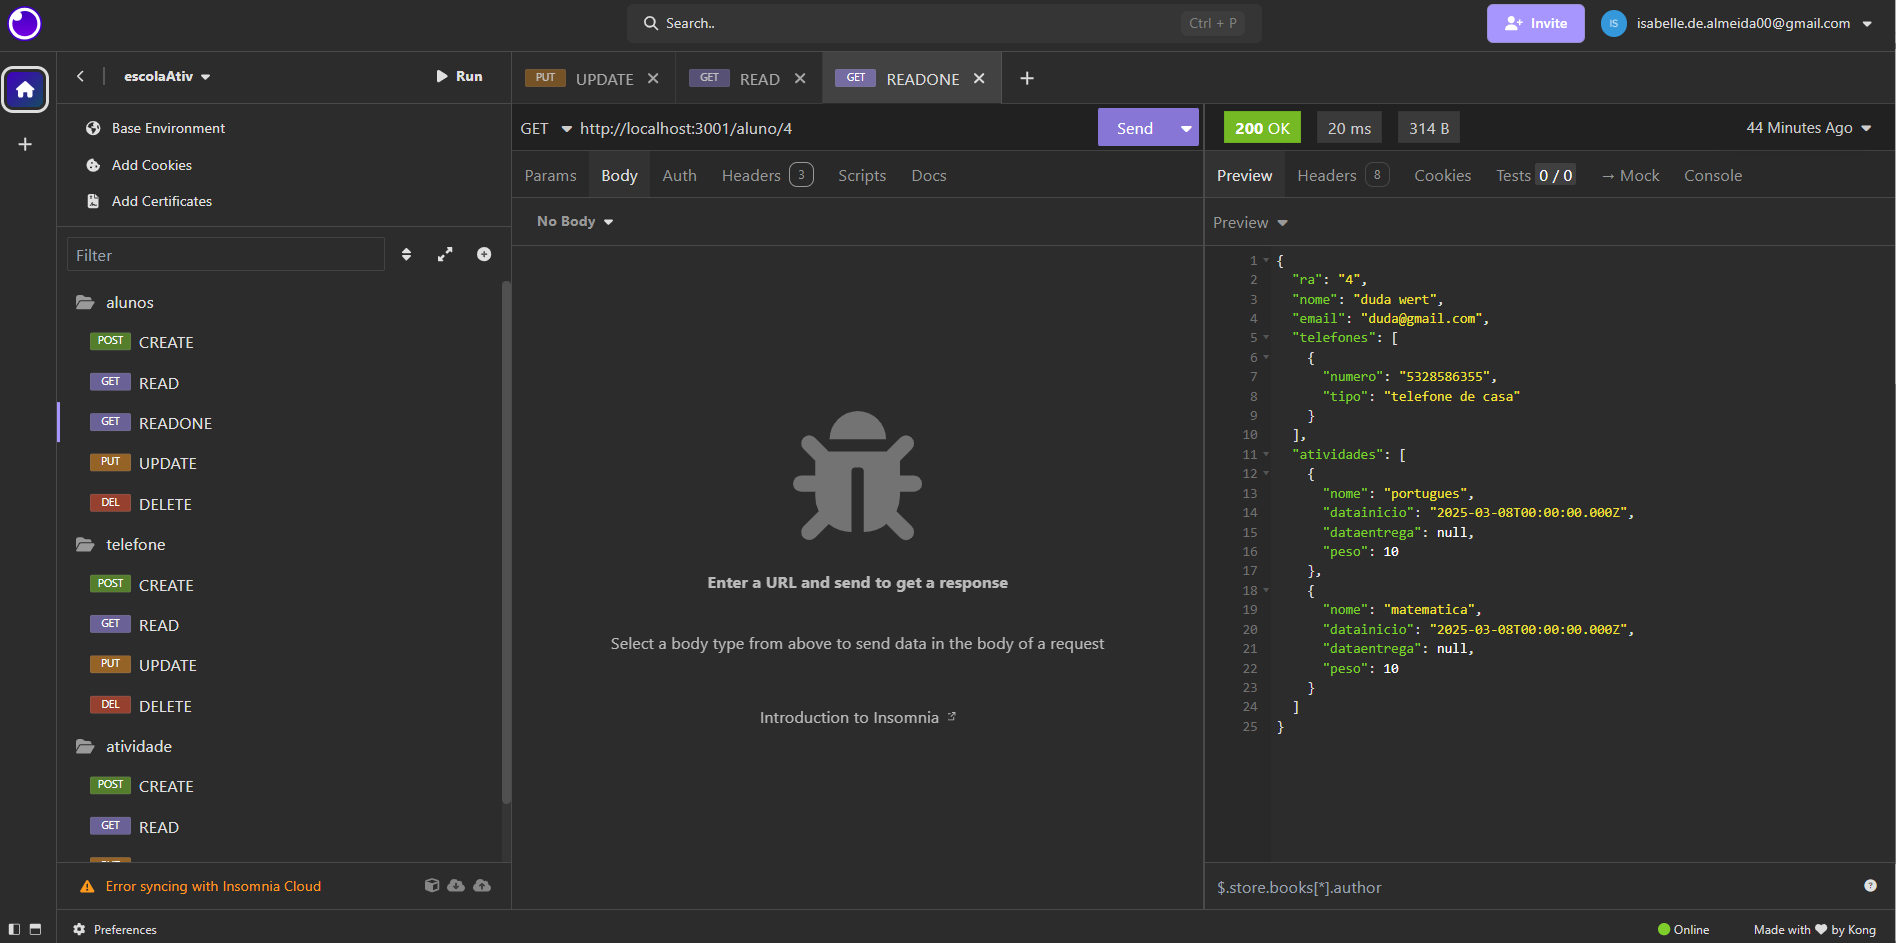 Search..
Ctrl + P
Invite
IS
isabelle.de.almeida00@gmail.com
escolaAtiv
Run
PUT UPDATE
GET READ
GET READONE
Base Environment
Add Cookies
Add Certificates
Filter
alunos
POST CREATE
GET READ
GET READONE
PUT UPDATE
DEL DELETE
telefone
POST CREATE
GET READ
PUT UPDATE
DEL DELETE
atividade
POST CREATE
GET READ
Error syncing with Insomnia Cloud
GET http://localhost:3001/aluno/4
Send
Params Body Auth Headers 3 Scripts Docs
No Body
Enter a URL and send to get a response
Select a body type from above to send data in the body of a request
Introduction to Insomnia
200 OK 20 ms 314 B 44 Minutes Ago
Preview Headers 8 Cookies Tests 0 / 0 → Mock Console
Preview
1 {
2 "ra": "4",
3 "nome": "duda wert",
4 "email": "duda@gmail.com",
5 "telefones": [
6 {
7 "numero": "5328586355",
8 "tipo": "telefone de casa"
9 }
10 ],
11 "atividades": [
12 {
13 "nome": "portugues",
14 "datainicio": "2025-03-08T00:00:00.000Z",
15 "dataentrega": null,
16 "peso": 10
17 },
18 {
19 "nome": "matematica",
20 "datainicio": "2025-03-08T00:00:00.000Z",
21 "dataentrega": null,
22 "peso": 10
23 }
24 ]
25 }
$.store.books[*].author
Preferences
Online
Made with ♥ by Kong